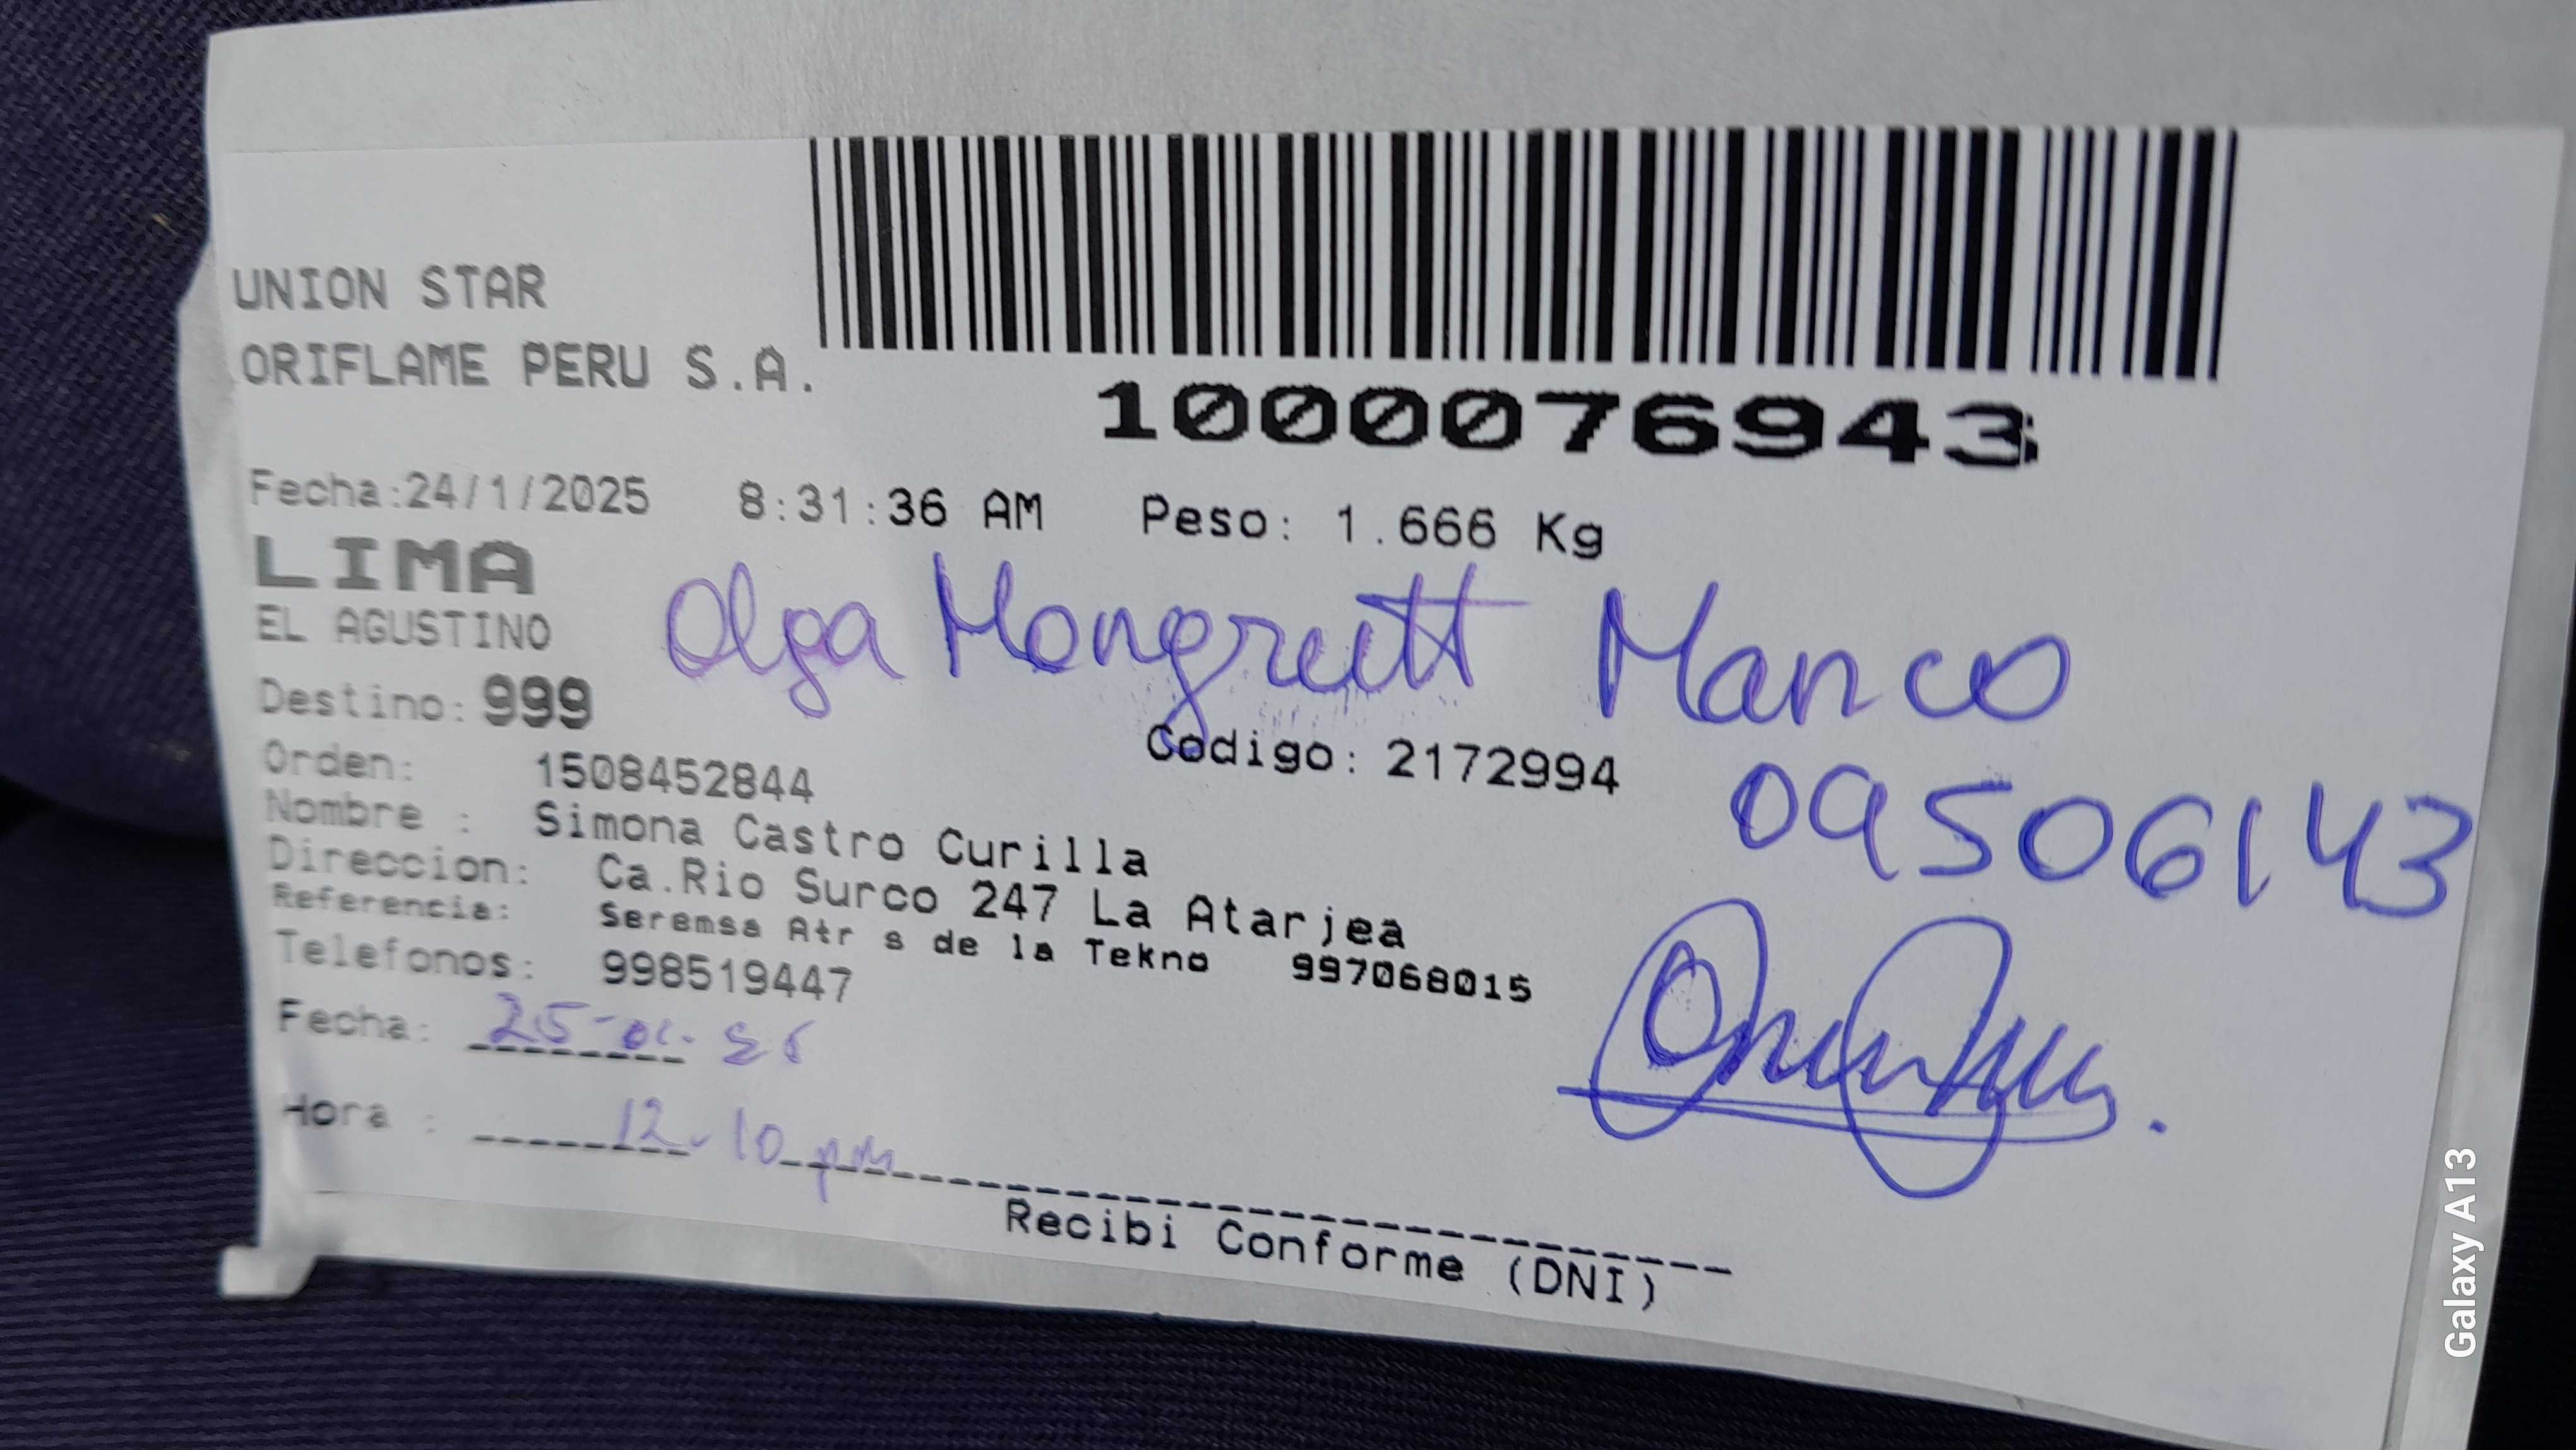 UNION STAR
ORIFLAME PERU S.A.
1000076943
Fecha:24/1/2025 8:31:36 AM Peso: 1.666 Kg
LIMA
EL AGUSTINO
Olga Mongrutt Manco
Destino: 999
Codigo: 2172994
09506143
Orden: 1508452844
Nombre : Simona Castro Curilla
Direccion: Ca.Rio Surco 247 La Atarjea
Referencia: Seremsa Atr s de la Tekno 997068015
Telefonos: 998519447
Fecha: 25-01-25
Hora : 12-10 pm
Recibi Conforme (DNI)
Galaxy A13